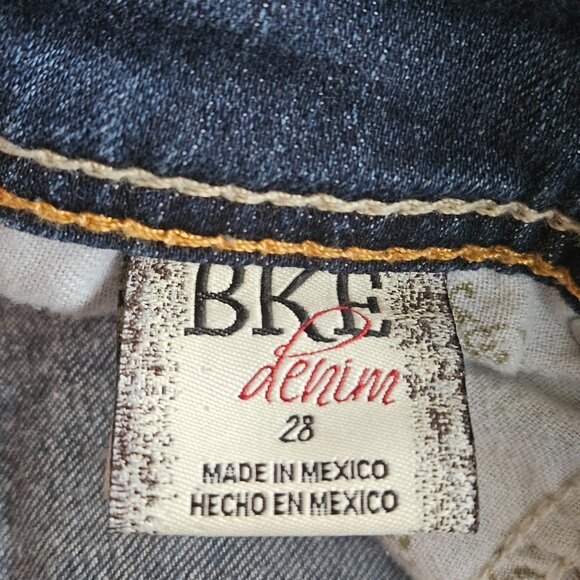 BKE
denim
28
MADE IN MEXICO
HECHO EN MEXICO